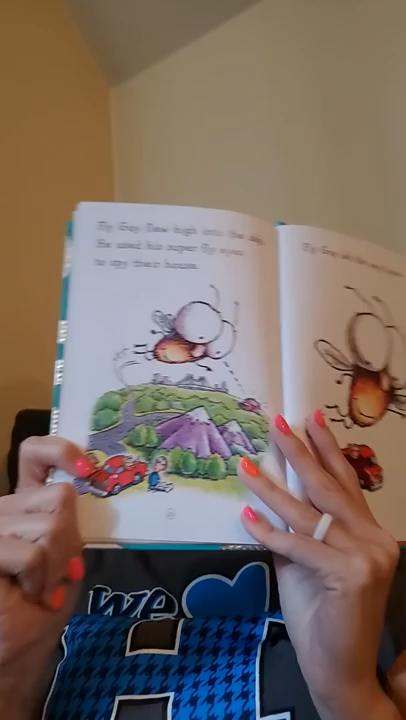 Fly Guy flew high into the sky.
He used his super fly eyes
to spy their house.
Fly Guy
we